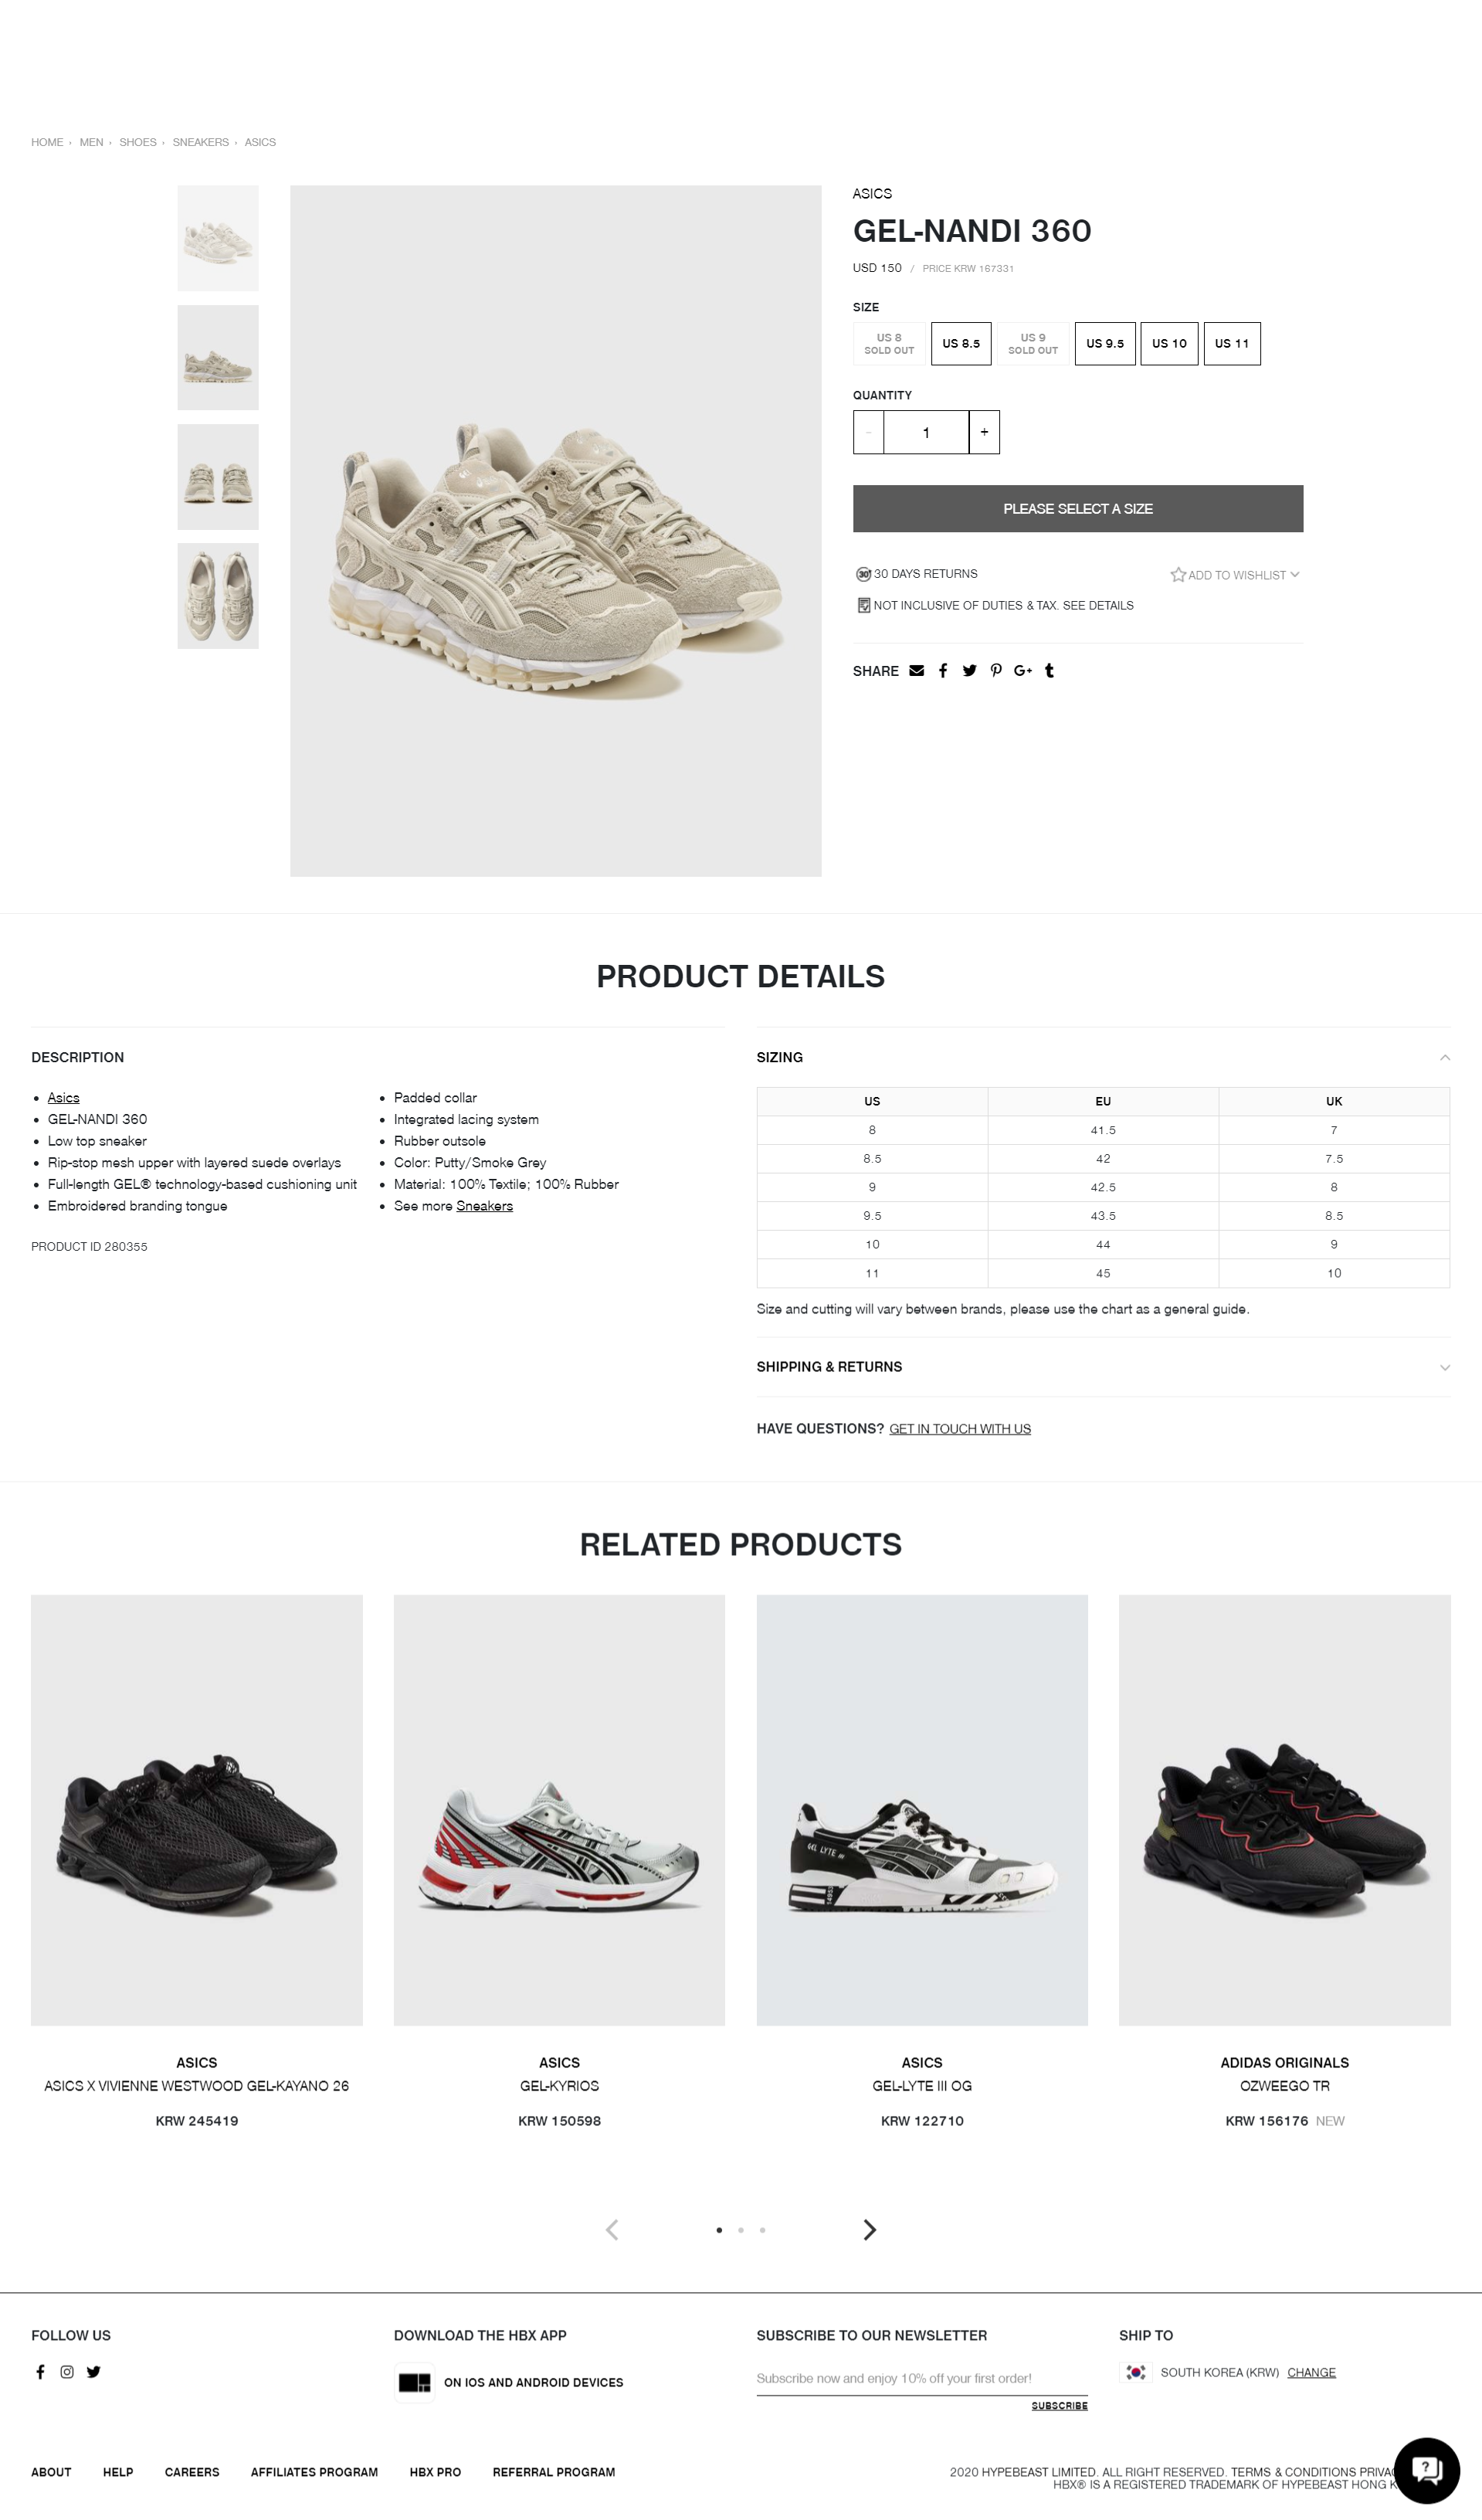 HOME › MEN › SHOES › SNEAKERS › ASICS
ASICS
GEL-NANDI 360
USD 150 / PRICE KRW 167331
SIZE
US 8 SOLD OUT
US 8.5
US 9 SOLD OUT
US 9.5
US 10
US 11
QUANTITY
- 1 +
PLEASE SELECT A SIZE
30 DAYS RETURNS
ADD TO WISHLIST
NOT INCLUSIVE OF DUTIES & TAX. SEE DETAILS
SHARE
PRODUCT DETAILS
DESCRIPTION
Asics
GEL-NANDI 360
Low top sneaker
Rip-stop mesh upper with layered suede overlays
Full-length GEL® technology-based cushioning unit
Embroidered branding tongue
Padded collar
Integrated lacing system
Rubber outsole
Color: Putty/Smoke Grey
Material: 100% Textile; 100% Rubber
See more Sneakers
PRODUCT ID 280355
SIZING
US EU UK
8 41.5 7
8.5 42 7.5
9 42.5 8
9.5 43.5 8.5
10 44 9
11 45 10
Size and cutting will vary between brands, please use the chart as a general guide.
SHIPPING & RETURNS
HAVE QUESTIONS? GET IN TOUCH WITH US
RELATED PRODUCTS
GEL LYTE III
ASICS
ASICS X VIVIENNE WESTWOOD GEL-KAYANO 26
KRW 245419
ASICS
GEL-KYRIOS
KRW 150598
ASICS
GEL-LYTE III OG
KRW 122710
ADIDAS ORIGINALS
OZWEEGO TR
KRW 156176 NEW
FOLLOW US
DOWNLOAD THE HBX APP
ON IOS AND ANDROID DEVICES
SUBSCRIBE TO OUR NEWSLETTER
Subscribe now and enjoy 10% off your first order!
SUBSCRIBE
SHIP TO
SOUTH KOREA (KRW) CHANGE
ABOUT HELP CAREERS AFFILIATES PROGRAM HBX PRO REFERRAL PROGRAM
2020 HYPEBEAST LIMITED. ALL RIGHT RESERVED. TERMS & CONDITIONS
HBX® IS A REGISTERED TRADEMARK OF HYPEBEAST HONG